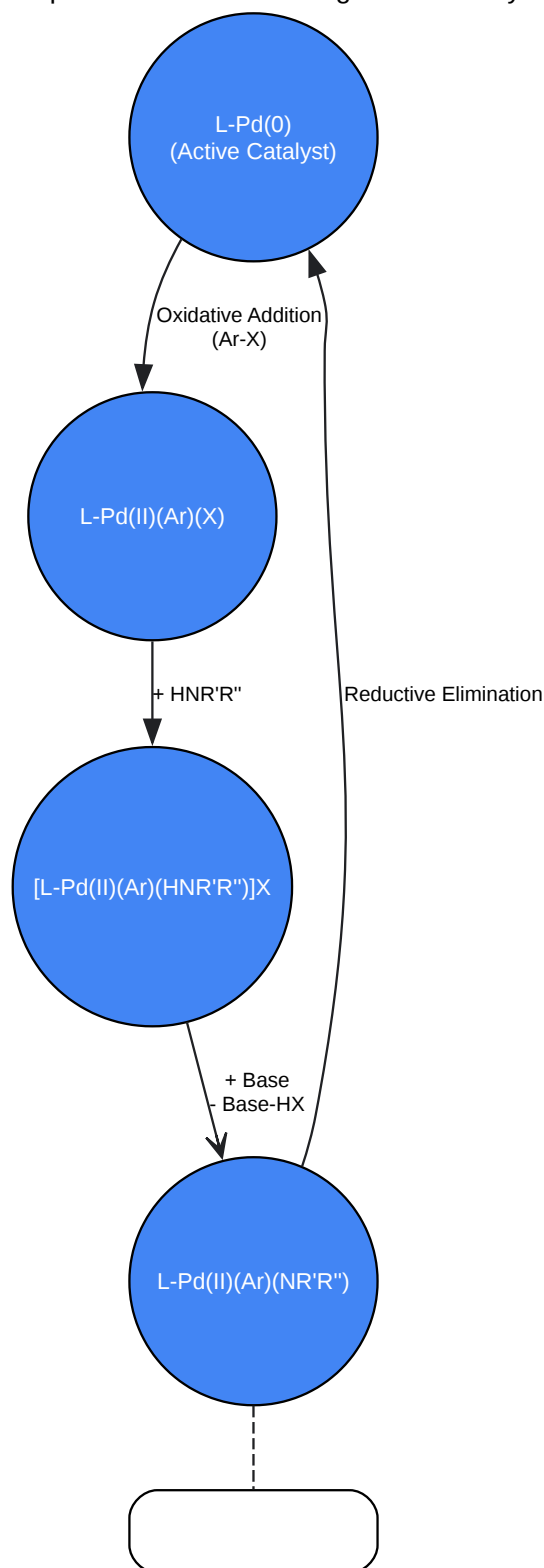 L-Pd(0)
(Active Catalyst)
Oxidative Addition
(Ar-X)
L-Pd(II)(Ar)(X)
+ HNR'R''
Reductive Elimination
[L-Pd(II)(Ar)(HNR'R'')]X
+ Base
- Base-HX
L-Pd(II)(Ar)(NR'R'')